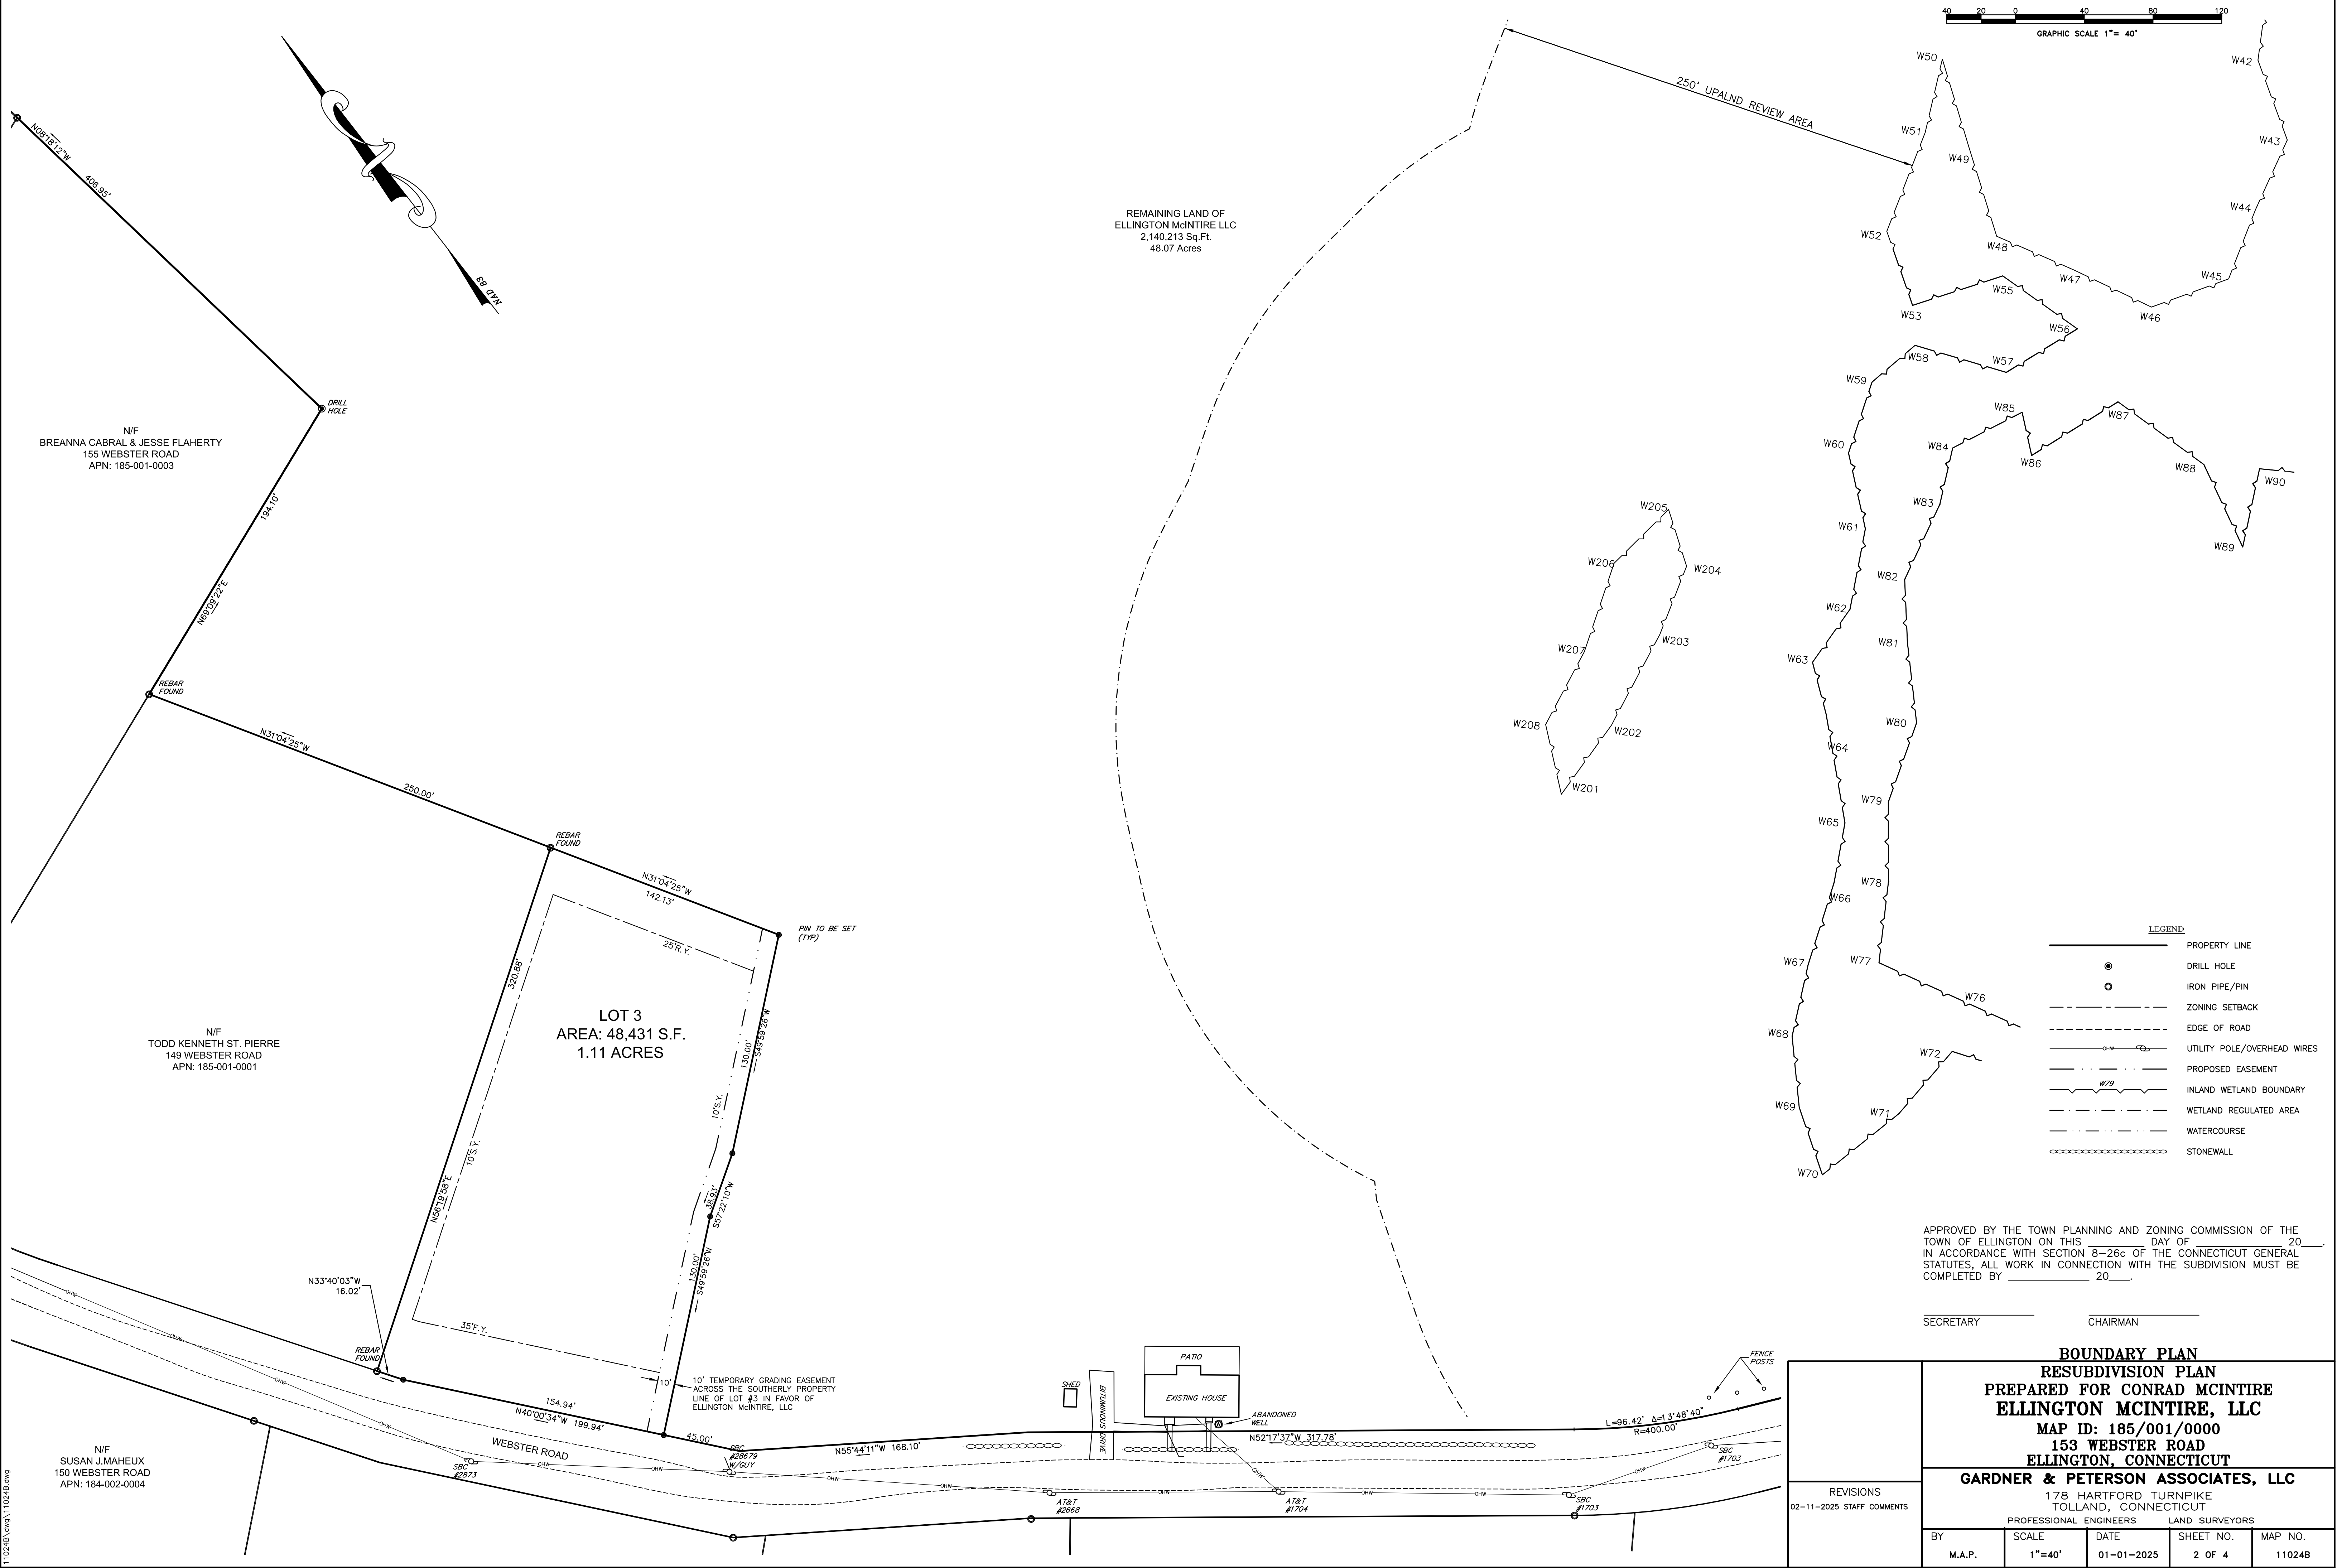 40 20 0 40 80 120
GRAPHIC SCALE 1"= 40'
NAD 83
N08°18'12"W
406.95'
DRILL
HOLE
N/F
BREANNA CABRAL & JESSE FLAHERTY
155 WEBSTER ROAD
APN: 185-001-0003
194.10'
N69°09'22"E
REBAR
FOUND
N31°04'25"W
250.00'
REBAR
FOUND
N31°04'25"W
142.13'
PIN TO BE SET
(TYP)
25'R.Y.
320.88'
LOT 3
AREA: 48,431 S.F.
1.11 ACRES
130.00'
S49°59'26"W
10'S.Y.
10'S.Y.
N56°19'58"E
38.93'
S57°22'10"W
130.00'
S49°59'26"W
35'F.Y.
10'
N/F
TODD KENNETH ST. PIERRE
149 WEBSTER ROAD
APN: 185-001-0001
N33°40'03"W
16.02'
REBAR
FOUND
10' TEMPORARY GRADING EASEMENT
ACROSS THE SOUTHERLY PROPERTY
LINE OF LOT #3 IN FAVOR OF
ELLINGTON McINTIRE, LLC
154.94'
N40°00'34"W 199.94'
45.00'
WEBSTER ROAD
OHW
OHW
OHW
OHW
OHW
OHW
OHW
OHW
OHW
OHW
SBC
#2873
SBC
#28679
W/GUY
N55°44'11"W 168.10'
AT&T
#2668
AT&T
#1704
SBC
#1703
SBC
#1703
N/F
SUSAN J.MAHEUX
150 WEBSTER ROAD
APN: 184-002-0004
SHED
BITUMINOUS DRIVE
PATIO
EXISTING HOUSE
ABANDONED
WELL
N52°17'37"W 317.78'
L=96.42' Δ=13°48'40"
R=400.00'
FENCE
POSTS
REMAINING LAND OF
ELLINGTON McINTIRE LLC
2,140,213 Sq.Ft.
48.07 Acres
250' UPALND REVIEW AREA
W42
W43
W44
W45
W46
W47
W48
W49
W50
W51
W52
W53
W55
W56
W57
W58
W59
W60
W61
W62
W63
W64
W65
W66
W67
W68
W69
W70
W71
W72
W76
W77
W78
W79
W80
W81
W82
W83
W84
W85
W86
W87
W88
W89
W90
W201
W202
W203
W204
W205
W206
W207
W208
LEGEND
PROPERTY LINE
DRILL HOLE
IRON PIPE/PIN
ZONING SETBACK
EDGE OF ROAD
OHW UTILITY POLE/OVERHEAD WIRES
PROPOSED EASEMENT
W79 INLAND WETLAND BOUNDARY
WETLAND REGULATED AREA
WATERCOURSE
STONEWALL
APPROVED BY THE TOWN PLANNING AND ZONING COMMISSION OF THE
TOWN OF ELLINGTON ON THIS ________ DAY OF ____________ 20___.
IN ACCORDANCE WITH SECTION 8-26c OF THE CONNECTICUT GENERAL
STATUTES, ALL WORK IN CONNECTION WITH THE SUBDIVISION MUST BE
COMPLETED BY ____________ 20___.
SECRETARY CHAIRMAN
BOUNDARY PLAN
RESUBDIVISION PLAN
PREPARED FOR CONRAD MCINTIRE
ELLINGTON MCINTIRE, LLC
MAP ID: 185/001/0000
153 WEBSTER ROAD
ELLINGTON, CONNECTICUT
GARDNER & PETERSON ASSOCIATES, LLC
178 HARTFORD TURNPIKE
TOLLAND, CONNECTICUT
PROFESSIONAL ENGINEERS LAND SURVEYORS
REVISIONS
02-11-2025 STAFF COMMENTS
BY SCALE DATE SHEET NO. MAP NO.
M.A.P. 1"=40' 01-01-2025 2 OF 4 11024B
11024B\dwg\11024B.dwg